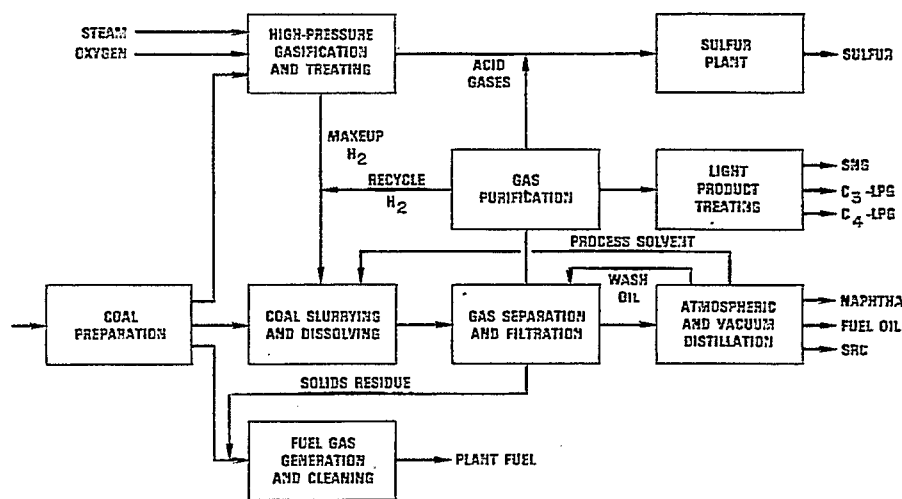 STEAM
OXYGEN
HIGH-PRESSURE
GASIFICATION
AND TREATING
ACID
GASES
SULFUR
PLANT
SULFUR
MAKEUP
H2
RECYCLE
H2
GAS
PURIFICATION
LIGHT
PRODUCT
TREATING
SNG
C3-LPG
C4-LPG
PROCESS SOLVENT
WASH
OIL
COAL
PREPARATION
COAL SLURRYING
AND DISSOLVING
GAS SEPARATION
AND FILTRATION
ATMOSPHERIC
AND VACUUM
DISTILLATION
NAPHTHA
FUEL OIL
SRC
SOLIDS RESIDUE
FUEL GAS
GENERATION
AND CLEANING
PLANT FUEL